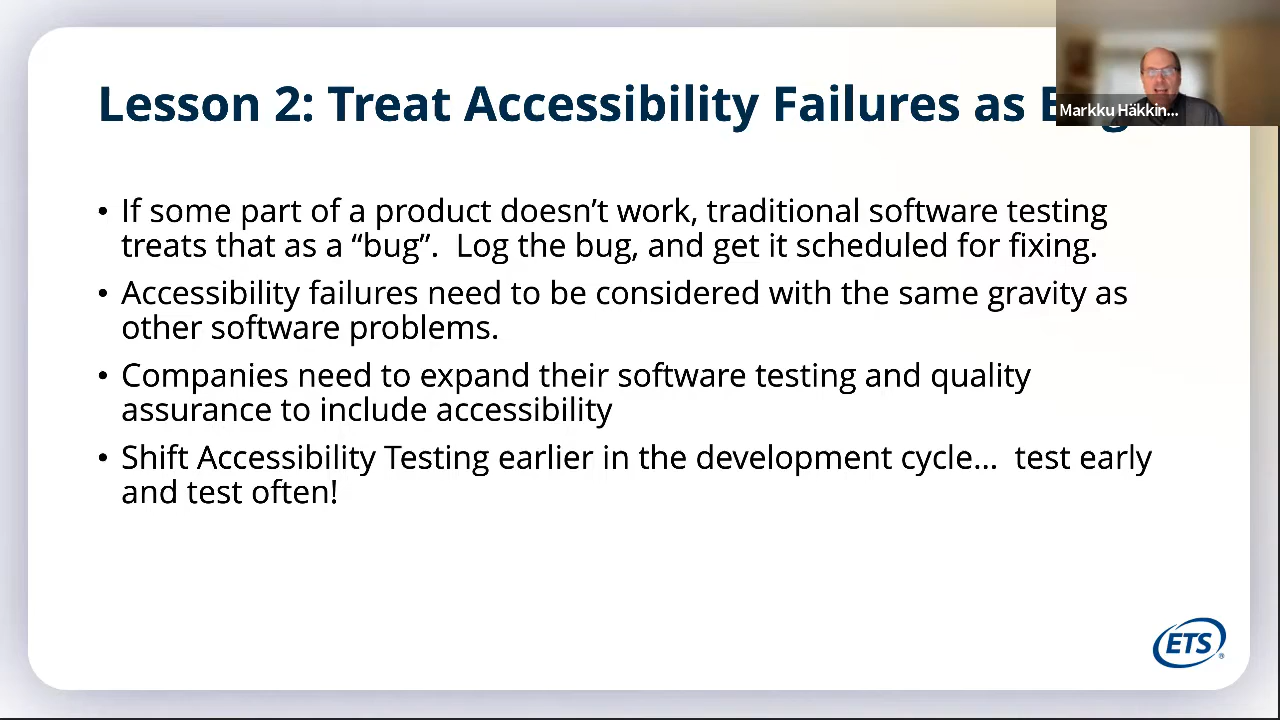 Lesson 2: Treat Accessibility Failures as
Markku Häkkin...
• If some part of a product doesn’t work, traditional software testing
treats that as a “bug”.  Log the bug, and get it scheduled for fixing.
• Accessibility failures need to be considered with the same gravity as
other software problems.
• Companies need to expand their software testing and quality
assurance to include accessibility
• Shift Accessibility Testing earlier in the development cycle...  test early
and test often!
ETS®